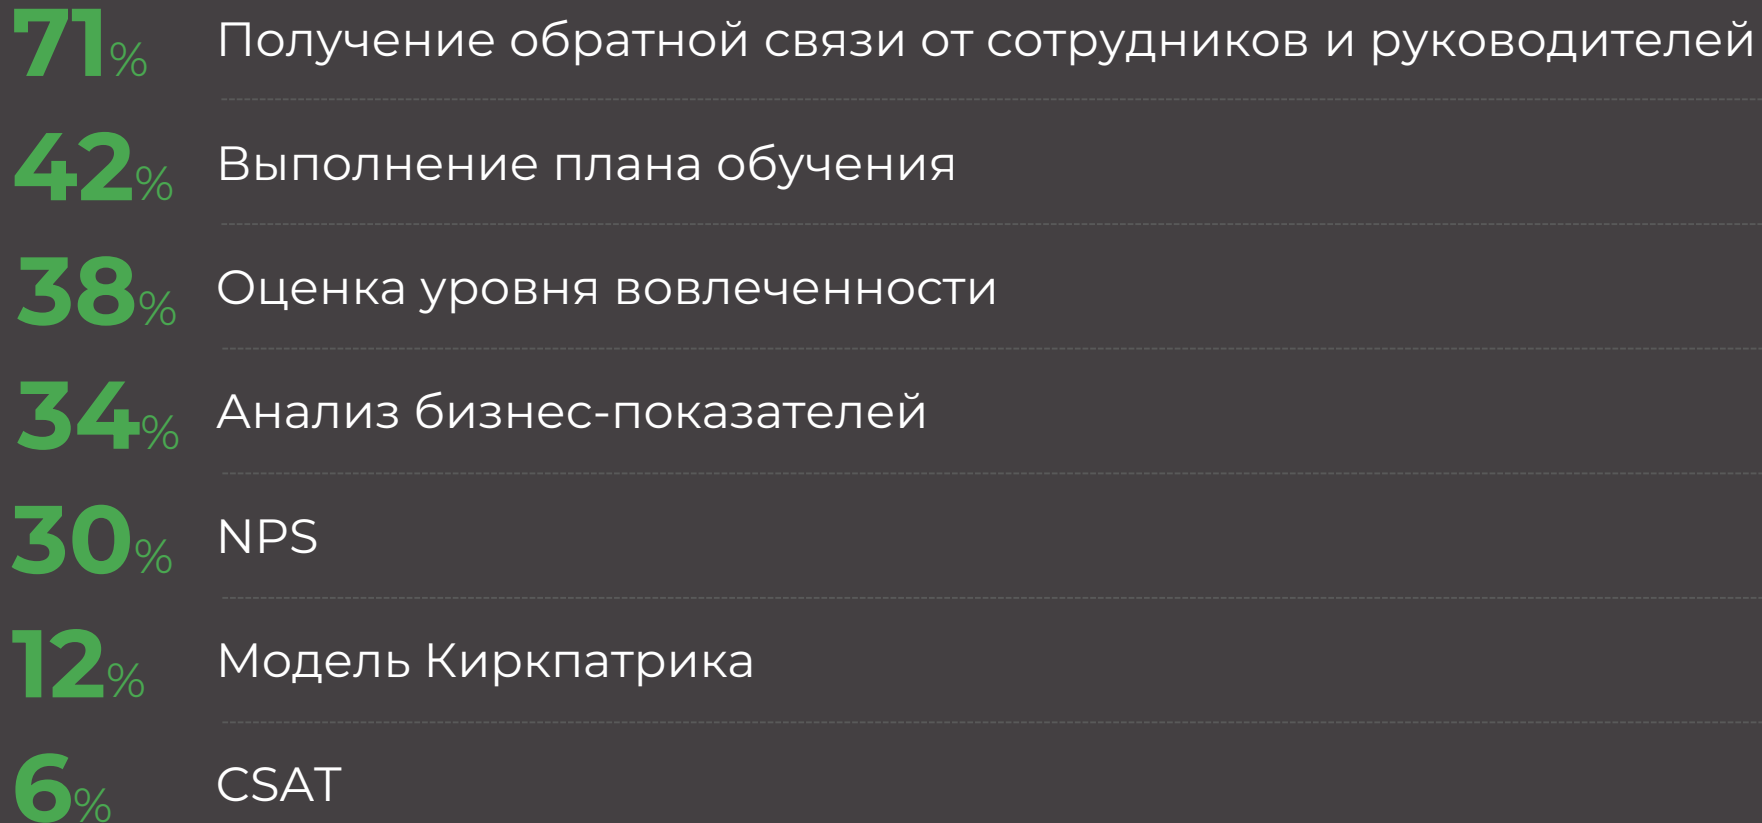 71% Получение обратной связи от сотрудников и руководителей
42% Выполнение плана обучения
38% Оценка уровня вовлеченности
34% Анализ бизнес-показателей
30% NPS
12% Модель Киркпатрика
6% CSAT